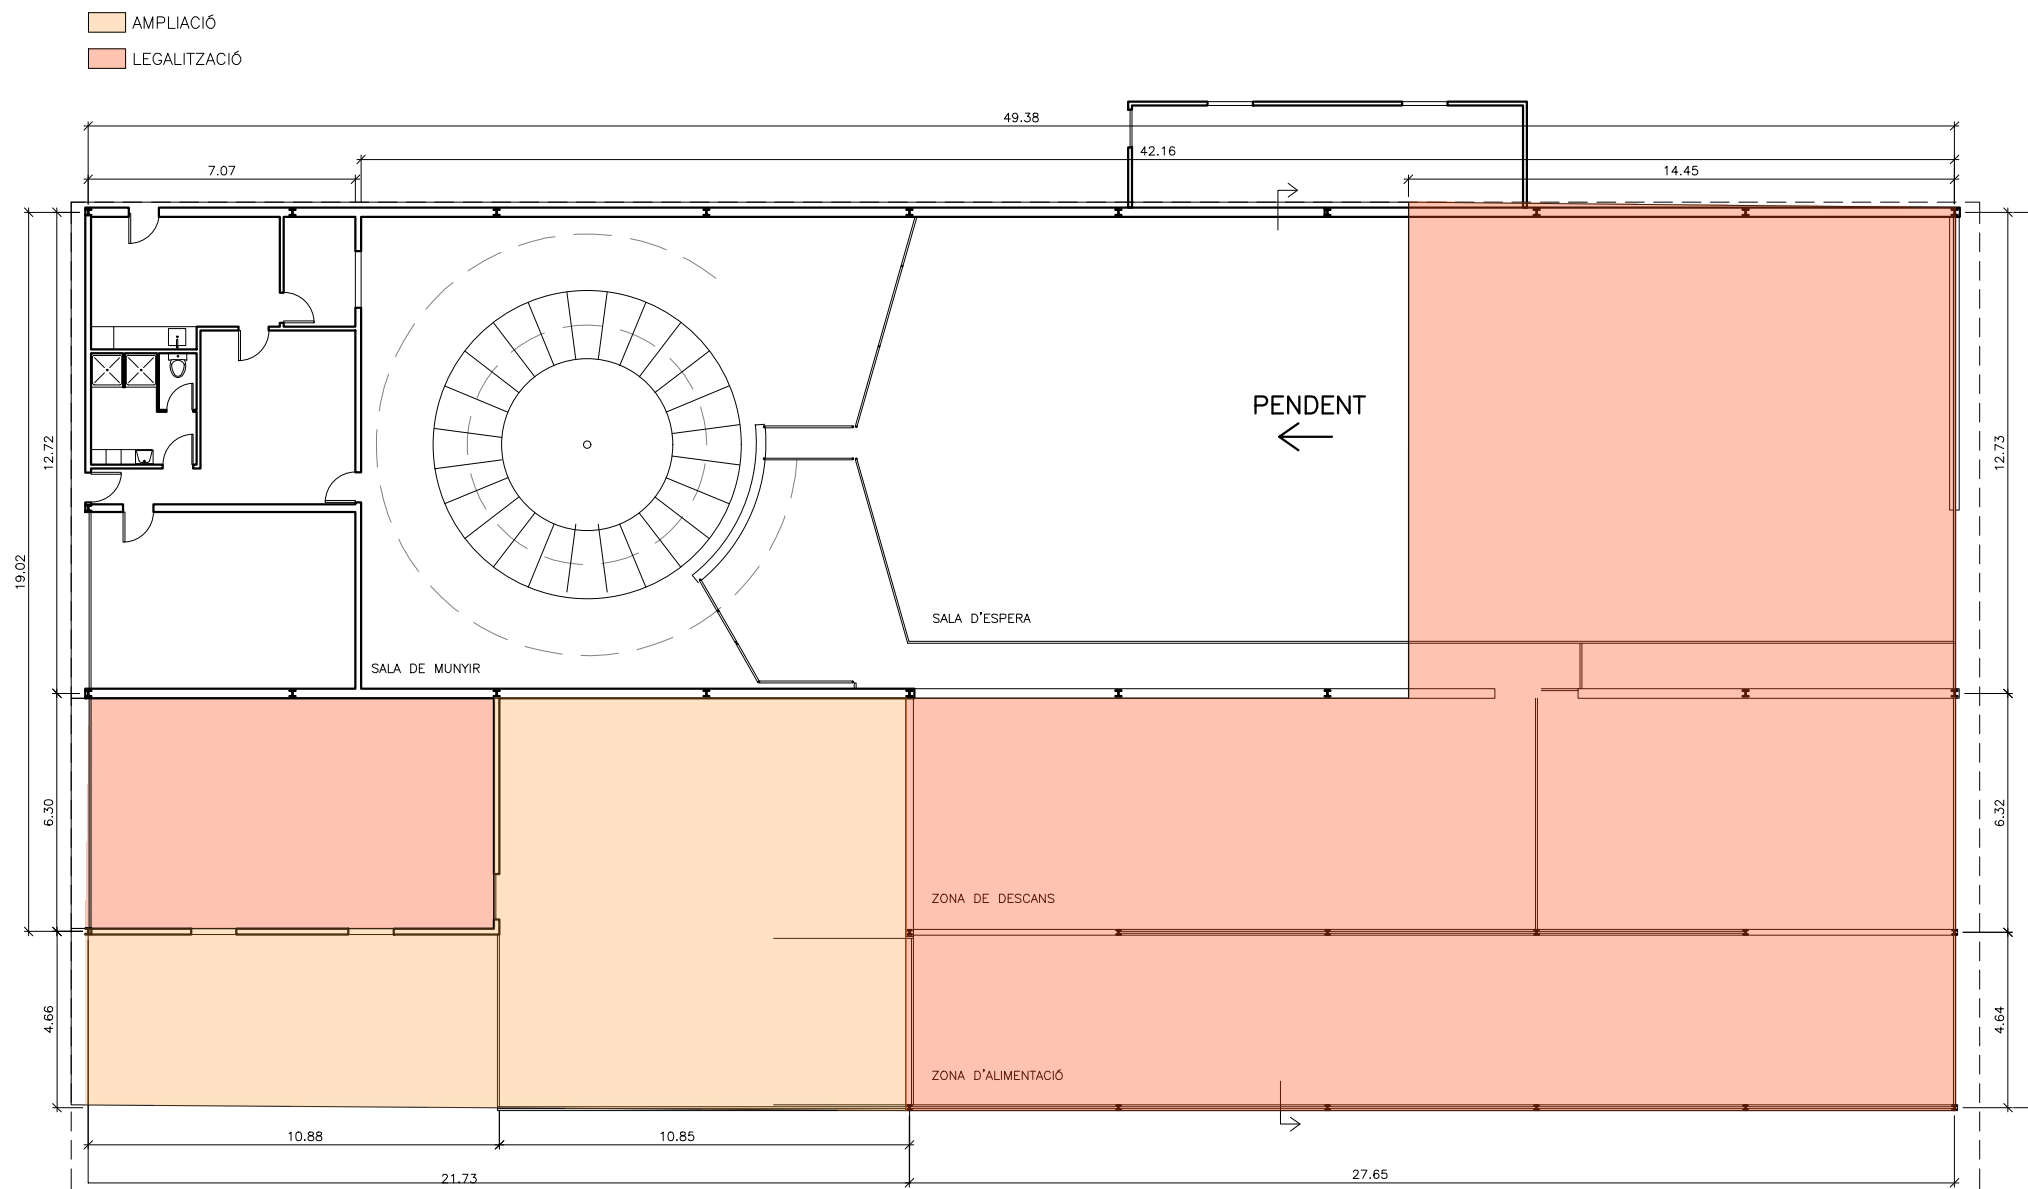 AMPLIACIÓ
LEGALITZACIÓ
49.38
42.16
7.07
14.45
PENDENT
12.72
12.73
19.02
SALA D'ESPERA
SALA DE MUNYIR
6.30
6.32
ZONA DE DESCANS
4.66
4.64
ZONA D'ALIMENTACIÓ
10.88
10.85
21.73
27.65